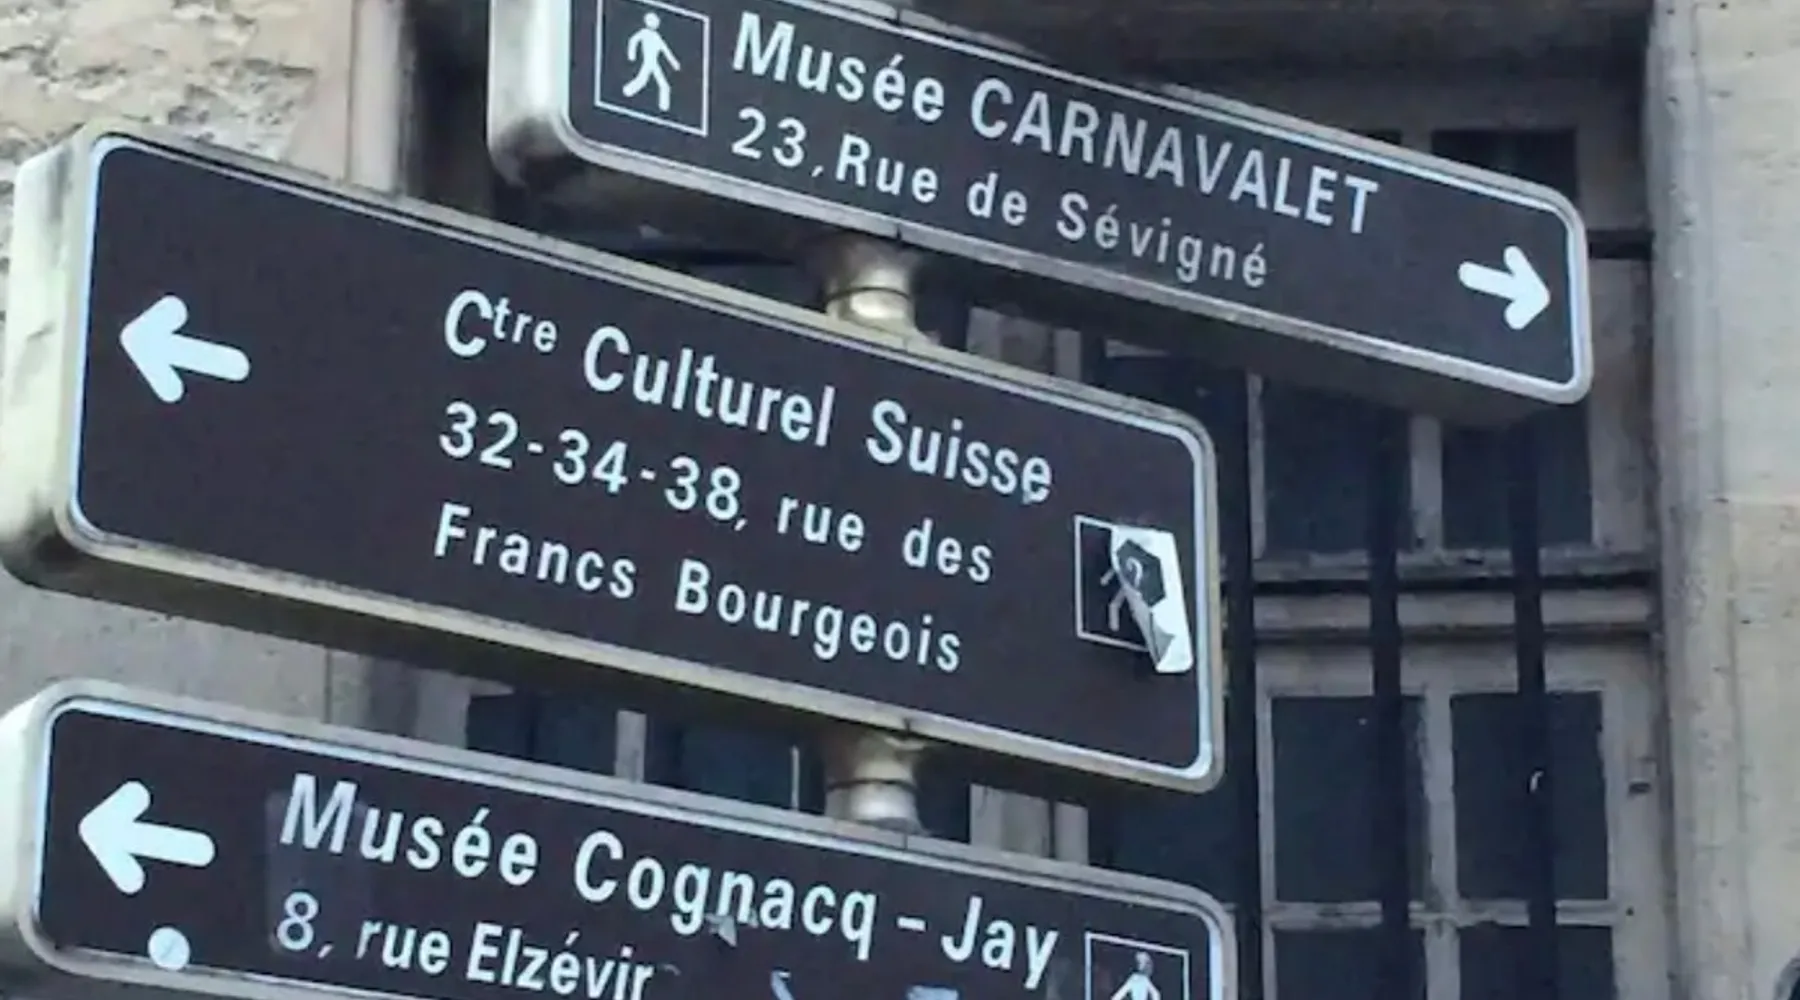 Musée CARNAVALET
23, Rue de Sévigné
Ctre Culturel Suisse
32-34-38, rue des
Francs Bourgeois
Musée Cognacq - Jay
8, rue Elzévir